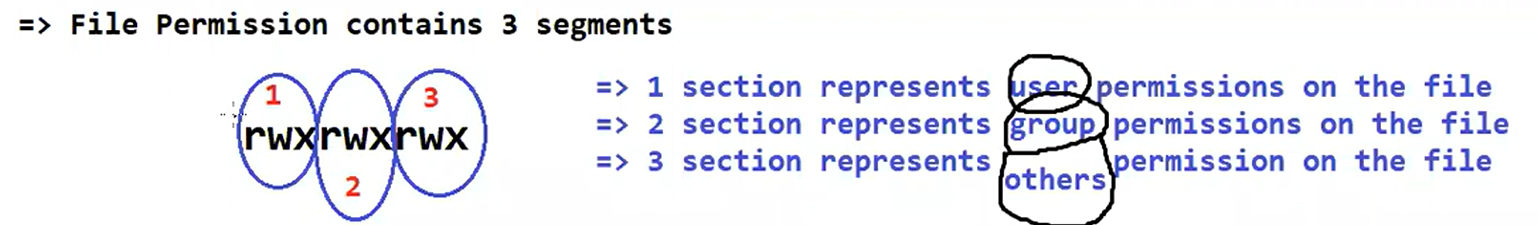 => File Permission contains 3 segments
1 3
rwxrwxrwx
2
=> 1 section represents user permissions on the file
=> 2 section represents group permissions on the file
=> 3 section represents permission on the file
others